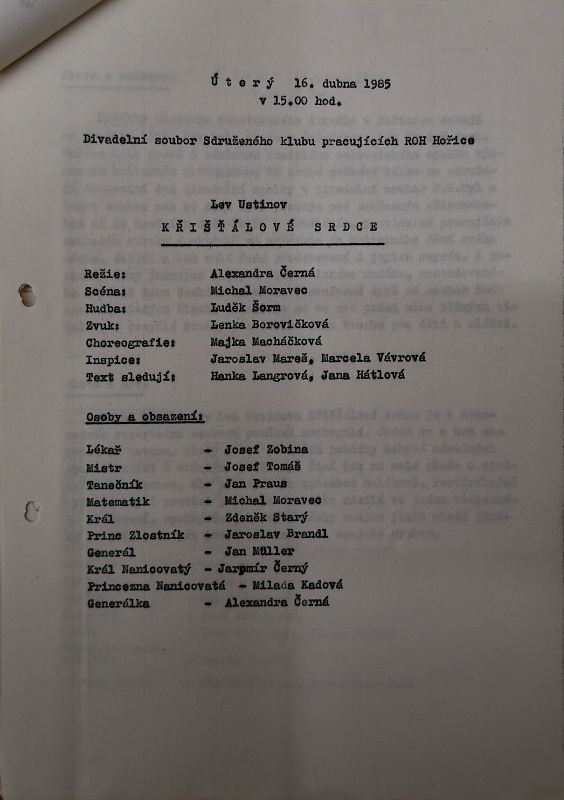 Úterý 16. dubna 1985
v 15.00 hod.
Divadelní soubor Sdruženého klubu pracujících ROH Hořice
Lev Ustinov
KŘIŠŤÁLOVÉ SRDCE
Režie: Alexandra Černá
Scéna: Michal Moravec
Hudba: Luděk Šorm
Zvuk: Lenka Borovičková
Choreografie: Majka Macháčková
Inspice: Jaroslav Mareš, Marcela Vávrová
Text sledují: Hanka Langrová, Jana Hátlová
Osoby a obsazení:
Lékař - Josef Zobina
Mistr - Josef Tomáš
Tanečník - Jan Praus
Matematik - Michal Moravec
Král - Zdeněk Starý
Princ Zlostník - Jaroslav Brandl
Generál - Jan Müller
Král Nanicovatý - Jaromír Černý
Princezna Nanicovatá - Milada Kadová
Generálka - Alexandra Černá